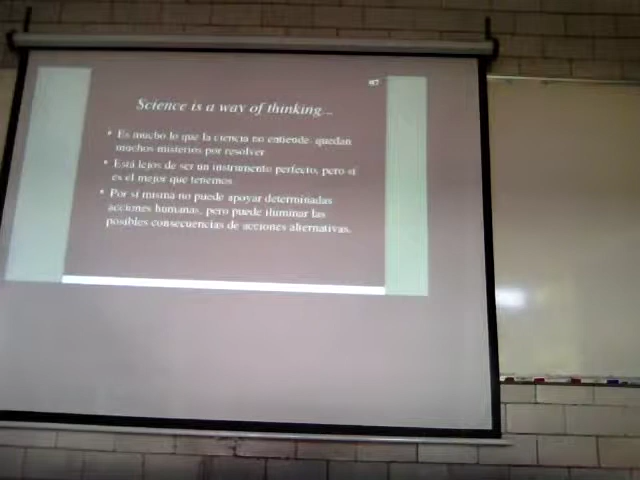 Science is a way of thinking...
• Es mucho lo que la ciencia no entiende, quedan
muchos misterios por resolver
• Está lejos de ser un instrumento perfecto, pero sí
es el mejor que tenemos
• Por sí misma no puede apoyar determinadas
acciones humanas, pero puede iluminar las
posibles consecuencias de acciones alternativas.